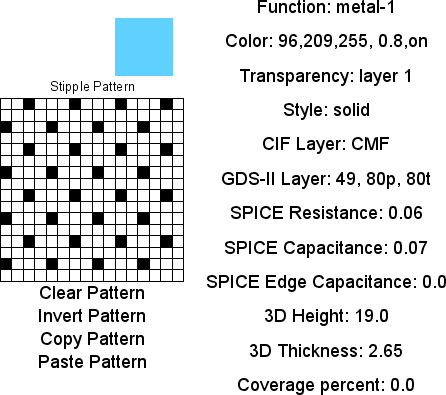 Function: metal-1
Color: 96,209,255, 0.8,on
Stipple Pattern
Transparency: layer 1
Style: solid
CIF Layer: CMF
GDS-II Layer: 49, 80p, 80t
SPICE Resistance: 0.06
SPICE Capacitance: 0.07
SPICE Edge Capacitance: 0.0
Clear Pattern
Invert Pattern
Copy Pattern
Paste Pattern
3D Height: 19.0
3D Thickness: 2.65
Coverage percent: 0.0